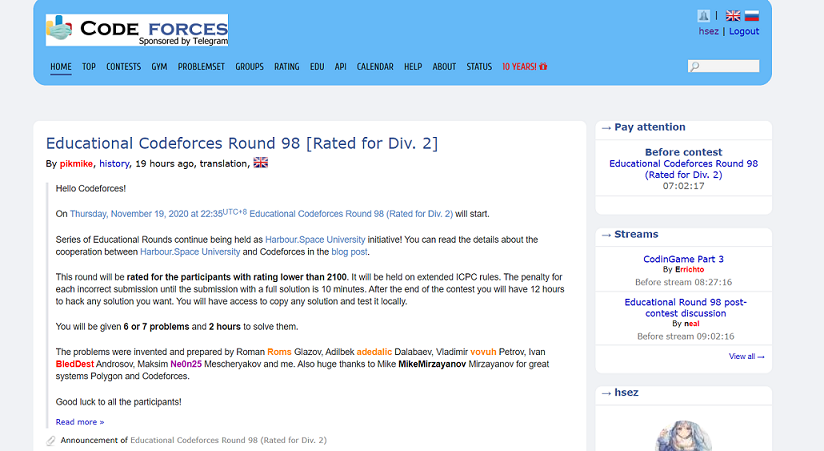 CODE FORCES
Sponsored by Telegram
|
hsez | Logout
HOME TOP CONTESTS GYM PROBLEMSET GROUPS RATING EDU API CALENDAR HELP ABOUT STATUS 10 YEARS!
Educational Codeforces Round 98 [Rated for Div. 2]
By pikmike, history, 19 hours ago, translation,
Hello Codeforces!
On Thursday, November 19, 2020 at 22:35UTC+8 Educational Codeforces Round 98 (Rated for Div. 2) will start.
Series of Educational Rounds continue being held as Harbour.Space University initiative! You can read the details about the
cooperation between Harbour.Space University and Codeforces in the blog post.
This round will be rated for the participants with rating lower than 2100. It will be held on extended ICPC rules. The penalty for
each incorrect submission until the submission with a full solution is 10 minutes. After the end of the contest you will have 12 hours
to hack any solution you want. You will have access to copy any solution and test it locally.
You will be given 6 or 7 problems and 2 hours to solve them.
The problems were invented and prepared by Roman Roms Glazov, Adilbek adedalic Dalabaev, Vladimir vovuh Petrov, Ivan
BledDest Androsov, Maksim Ne0n25 Mescheryakov and me. Also huge thanks to Mike MikeMirzayanov Mirzayanov for great
systems Polygon and Codeforces.
Good luck to all the participants!
Read more »
Announcement of Educational Codeforces Round 98 (Rated for Div. 2)
→ Pay attention
Before contest
Educational Codeforces Round 98
(Rated for Div. 2)
07:02:17
→ Streams
CodinGame Part 3
By Errichto
Before stream 08:27:16
Educational Round 98 post-
contest discussion
By neal
Before stream 09:02:16
View all →
→ hsez